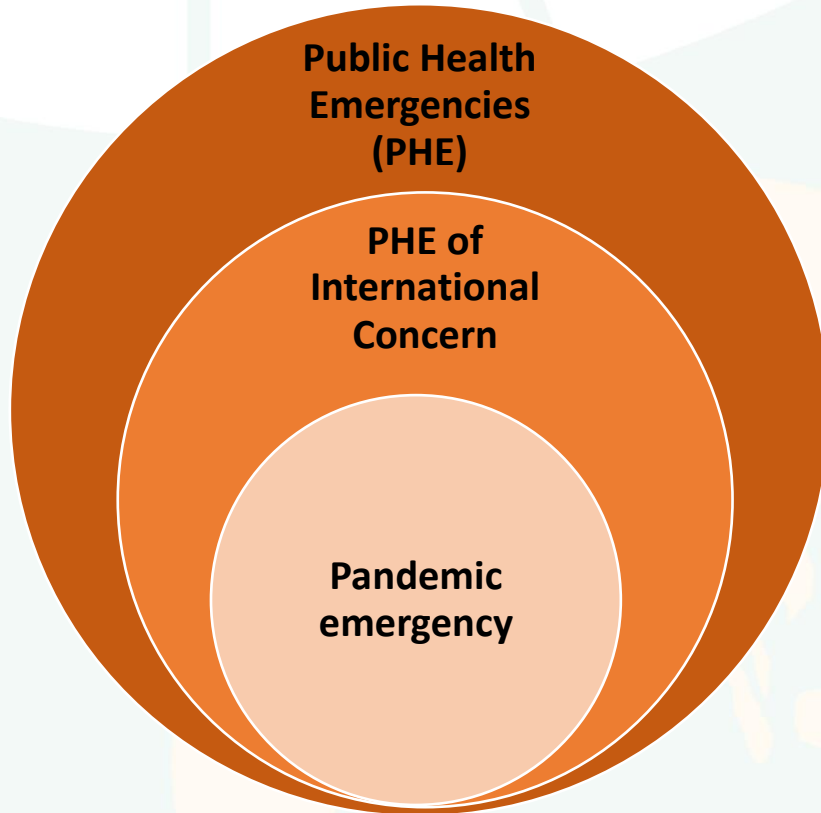 Public Health
Emergencies
(PHE)
PHE of
International
Concern
Pandemic
emergency